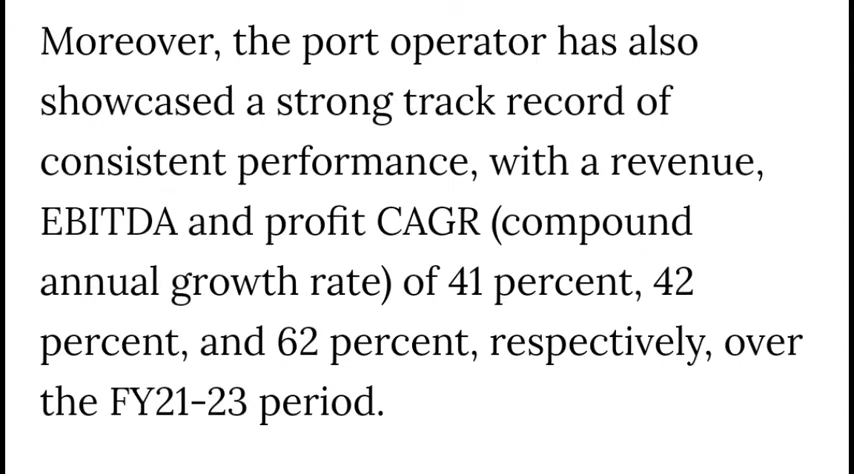 Moreover, the port operator has also
showcased a strong track record of
consistent performance, with a revenue,
EBITDA and profit CAGR (compound
annual growth rate) of 41 percent, 42
percent, and 62 percent, respectively, over
the FY21-23 period.